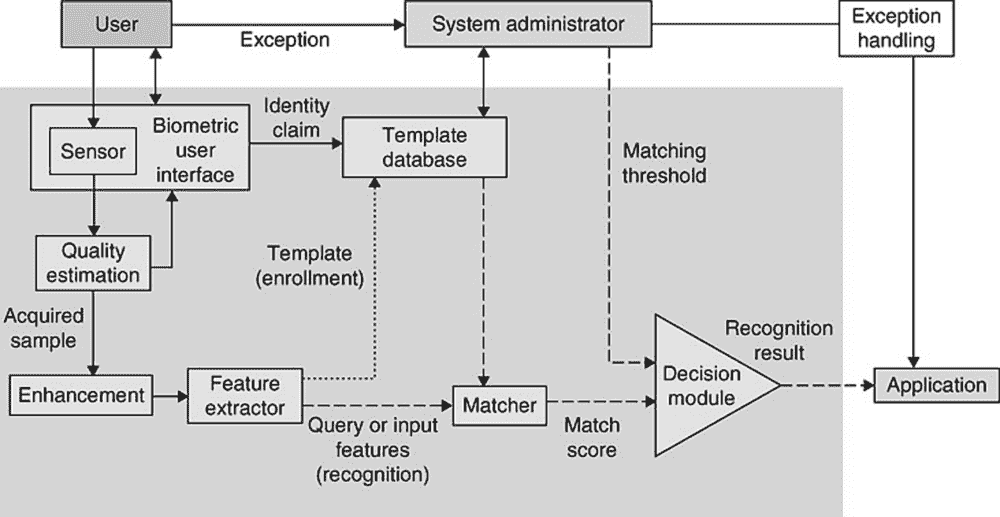 User
Exception
System administrator
Exception
handling
Identity
claim
Sensor
Biometric
user
interface
Template
database
Matching
threshold
Quality
estimation
Template
(enrollment)
Acquired
sample
Recognition
result
Enhancement
Feature
extractor
Query or input
features
(recognition)
Matcher
Match
score
Decision
module
Application